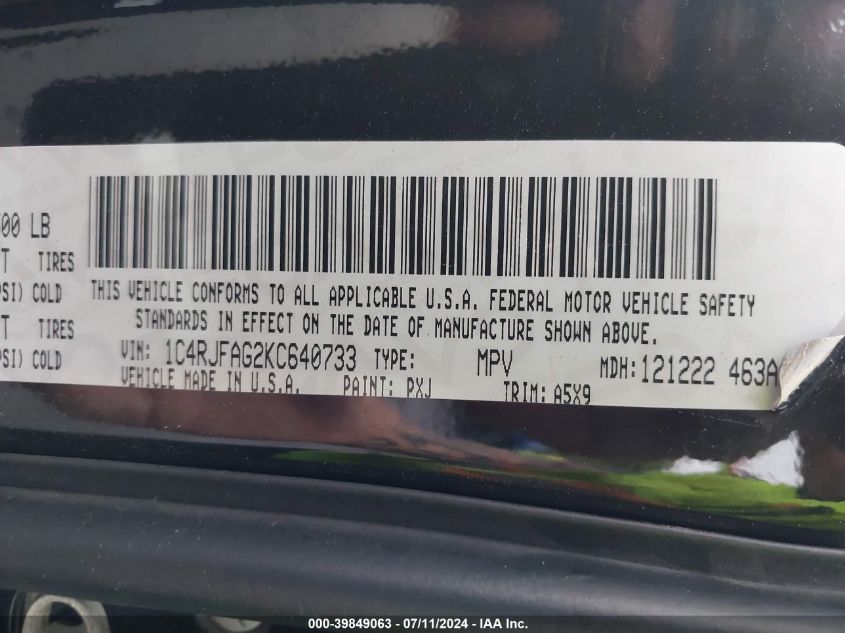 00 LB
T TIRES
PSI) COLD
T TIRES
PSI) COLD
THIS VEHICLE CONFORMS TO ALL APPLICABLE U.S.A. FEDERAL MOTOR VEHICLE SAFETY
STANDARDS IN EFFECT ON THE DATE OF MANUFACTURE SHOWN ABOVE.
VIN: 1C4RJFAG2KC640733 TYPE: MPV MDH:121222 463A
VEHICLE MADE IN U.S.A. PAINT: PXJ TRIM: A5X9
000-39849063 - 07/11/2024 - IAA Inc.